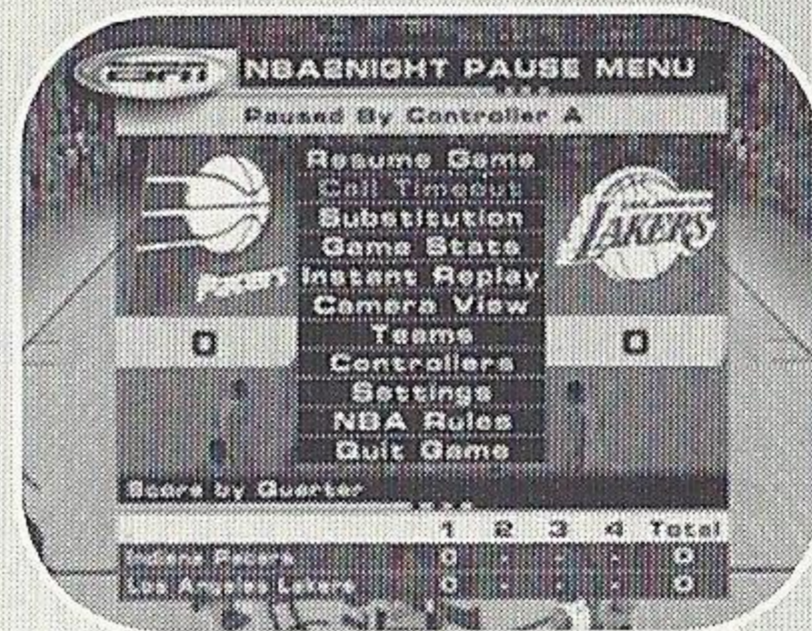 ESPN NBA2NIGHT PAUSE MENU
Paused By Controller A
Resume Game
Call Timeout
Substitution
Game Stats
Instant Replay
Camera View
Teams
Controllers
Settings
NBA Rules
Quit Game
PACERS
LAKERS
0 0
Score by Quarter
1 2 3 4 Total
Indiana Pacers 0 - - - 0
Los Angeles Lakers 0 - - - 0